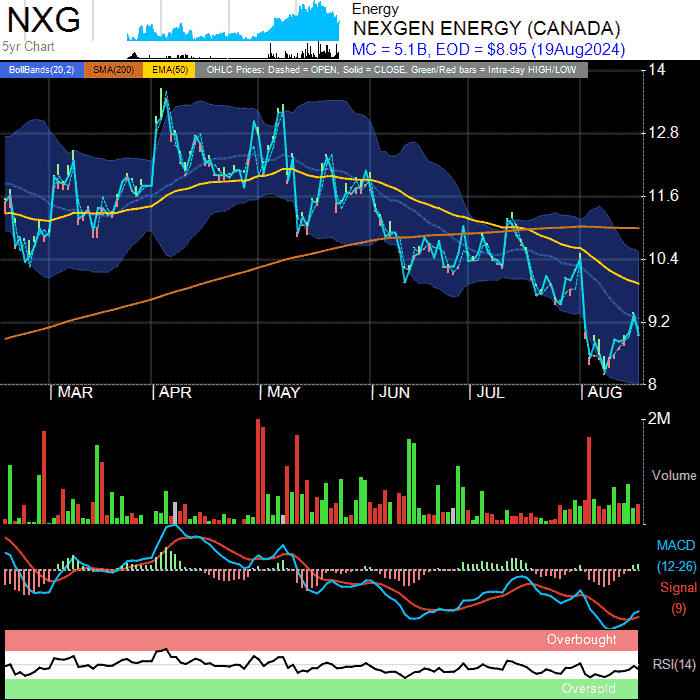 NXG
5yr Chart
Energy
NEXGEN ENERGY (CANADA)
MC = 5.1B, EOD = $8.95 (19Aug2024)
BollBands(20,2) SMA(200) EMA(50) OHLC Prices: Dashed = OPEN, Solid = CLOSE, Green/Red bars = Intra-day HIGH/LOW
14
12.8
11.6
10.4
9.2
8
MAR APR MAY JUN JUL AUG
2M
Volume
MACD
(12-26)
Signal
(9)
Overbought
RSI(14)
Oversold